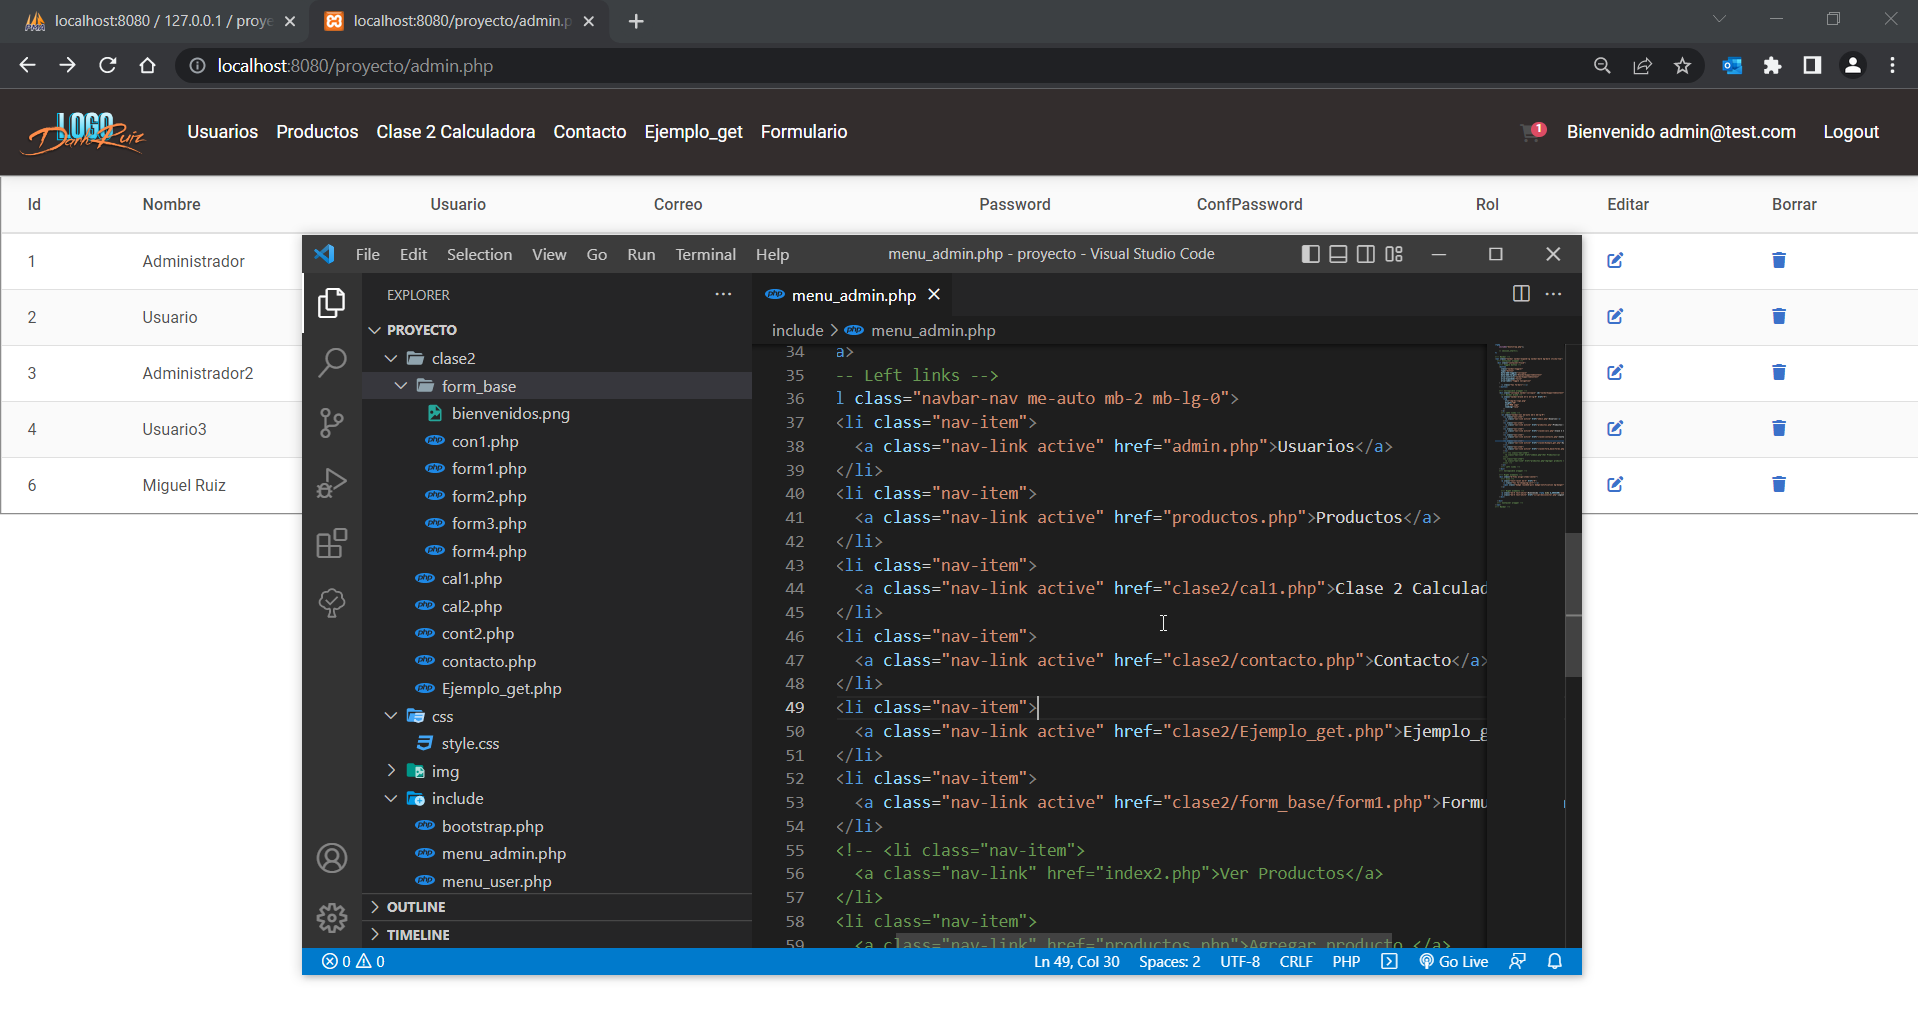 localhost:8080 / 127.0.0.1 / proye
localhost:8080/proyecto/admin.p
localhost:8080/proyecto/admin.php
LOGO
Dark Ruiz
Usuarios Productos Clase 2 Calculadora Contacto Ejemplo_get Formulario
1 Bienvenido admin@test.com Logout
Id Nombre Usuario Correo Password ConfPassword Rol Editar Borrar
1 Administrador
2 Usuario
3 Administrador2
4 Usuario3
6 Miguel Ruiz
File Edit Selection View Go Run Terminal Help
menu_admin.php - proyecto - Visual Studio Code
EXPLORER
PROYECTO
clase2
form_base
bienvenidos.png
con1.php
form1.php
form2.php
form3.php
form4.php
cal1.php
cal2.php
cont2.php
contacto.php
Ejemplo_get.php
css
style.css
img
include
bootstrap.php
menu_admin.php
menu_user.php
OUTLINE
TIMELINE
menu_admin.php
include > menu_admin.php
34 a>
35 -- Left links -->
36 l class="navbar-nav me-auto mb-2 mb-lg-0">
37 <li class="nav-item">
38 <a class="nav-link active" href="admin.php">Usuarios</a>
39 </li>
40 <li class="nav-item">
41 <a class="nav-link active" href="productos.php">Productos</a>
42 </li>
43 <li class="nav-item">
44 <a class="nav-link active" href="clase2/cal1.php">Clase 2 Calculad
45 </li>
46 <li class="nav-item">
47 <a class="nav-link active" href="clase2/contacto.php">Contacto</a>
48 </li>
49 <li class="nav-item">
50 <a class="nav-link active" href="clase2/Ejemplo_get.php">Ejemplo_g
51 </li>
52 <li class="nav-item">
53 <a class="nav-link active" href="clase2/form_base/form1.php">Formu
54 </li>
55 <!-- <li class="nav-item">
56 <a class="nav-link" href="index2.php">Ver Productos</a>
57 </li>
58 <li class="nav-item">
59 <a class="nav-link" href="productos.php">Agregar producto </a>
0 0
Ln 49, Col 30 Spaces: 2 UTF-8 CRLF PHP Go Live